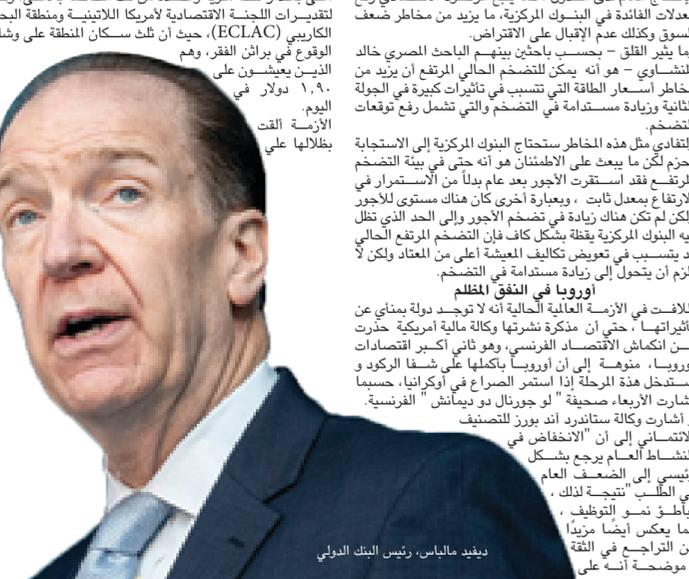 لتقديرات اللجنة الاقتصادية لأمريكا اللاتينية ومنطقة البحر
الكاريبي (ECLAC)، حيث أن ثلث سكان المنطقة على وشك
الوقوع في براثن الفقر، وهم
الذين يعيشون على
١,٩٠ دولار في
اليوم.
الأزمة ألقت
بظلالها علي
معدلات الفائدة في البنوك المركزية، ما يزيد من مخاطر ضعف
السوق وكذلك عدم الإقبال على الاقتراض.
ما يثير القلق – بحسب باحثين بينهم الباحث المصري خالد
النشاوي – هو أنه يمكن للتضخم الحالي المرتفع أن يزيد من
مخاطر أسعار الطاقة التي تتسبب في تأثيرات كبيرة في الجولة
الثانية وزيادة مستدامة في التضخم والتي تشمل رفع توقعات
التضخم.
لتفادي مثل هذه المخاطر ستحتاج البنوك المركزية إلى الاستجابة
بحزم لكن ما يبعث على الاطمئنان هو أنه حتى في بيئة التضخم
المرتفع فقد استقرت الأجور بعد عام بدلاً من الاستمرار في
الارتفاع بمعدل ثابت ، وبعبارة أخرى كان هناك مستوى للأجور
لكن لم تكن هناك زيادة في تضخم الأجور وإلى الحد الذي تظل
فيه البنوك المركزية يقظة بشكل كاف فإن التضخم المرتفع الحالي
قد يتسبب في تعويض تكاليف المعيشة أعلى من المعتاد ولكن لا
يلزم أن يتحول إلى زيادة مستدامة في التضخم.
أوروبا في النفق المظلم
اللافت في الأزمة العالمية الحالية أنه لا توجد دولة بمنأي عن
تأثيراتها ، حتي أن مذكرة نشرتها وكالة مالية أمريكية حذرت
من انكماش الاقتصاد الفرنسي، وهو ثاني أكبر اقتصادات
أوروبا، منوهة إلى أن أوروبا بأكملها على شفا الركود و
ستدخل هذة المرحلة إذا استمر الصراع في أوكرانيا، حسبما
أشارت الأربعاء صحيفة " لو جورنال دو ديمانش " الفرنسية.
و أشارت وكالة ستاندرد آند بورز للتصنيف
الائتماني إلى أن "الانخفاض في
النشاط العام يرجع بشكل
رئيسي إلى الضعف العام
في الطلب "نتيجة لذلك ،
تباطؤ نمو التوظيف ،
مما يعكس أيضًا مزيدًا
من التراجع في الثقة
موضحة أنه على
ديفيد مالباس، رئيس البنك الدولي